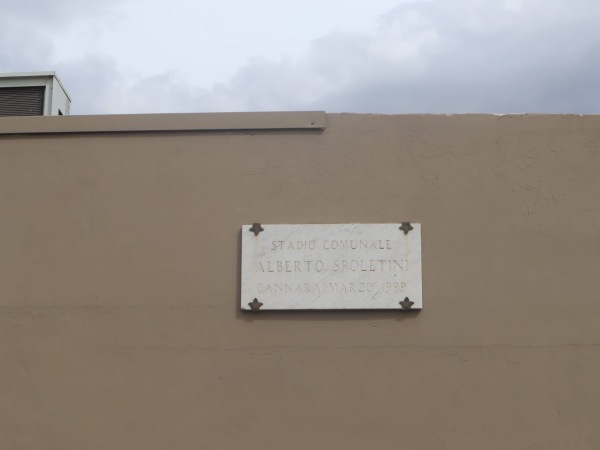 STADIO COMUNALE
ALBERTO SPOLETINI
CANNARA MARZO 1999